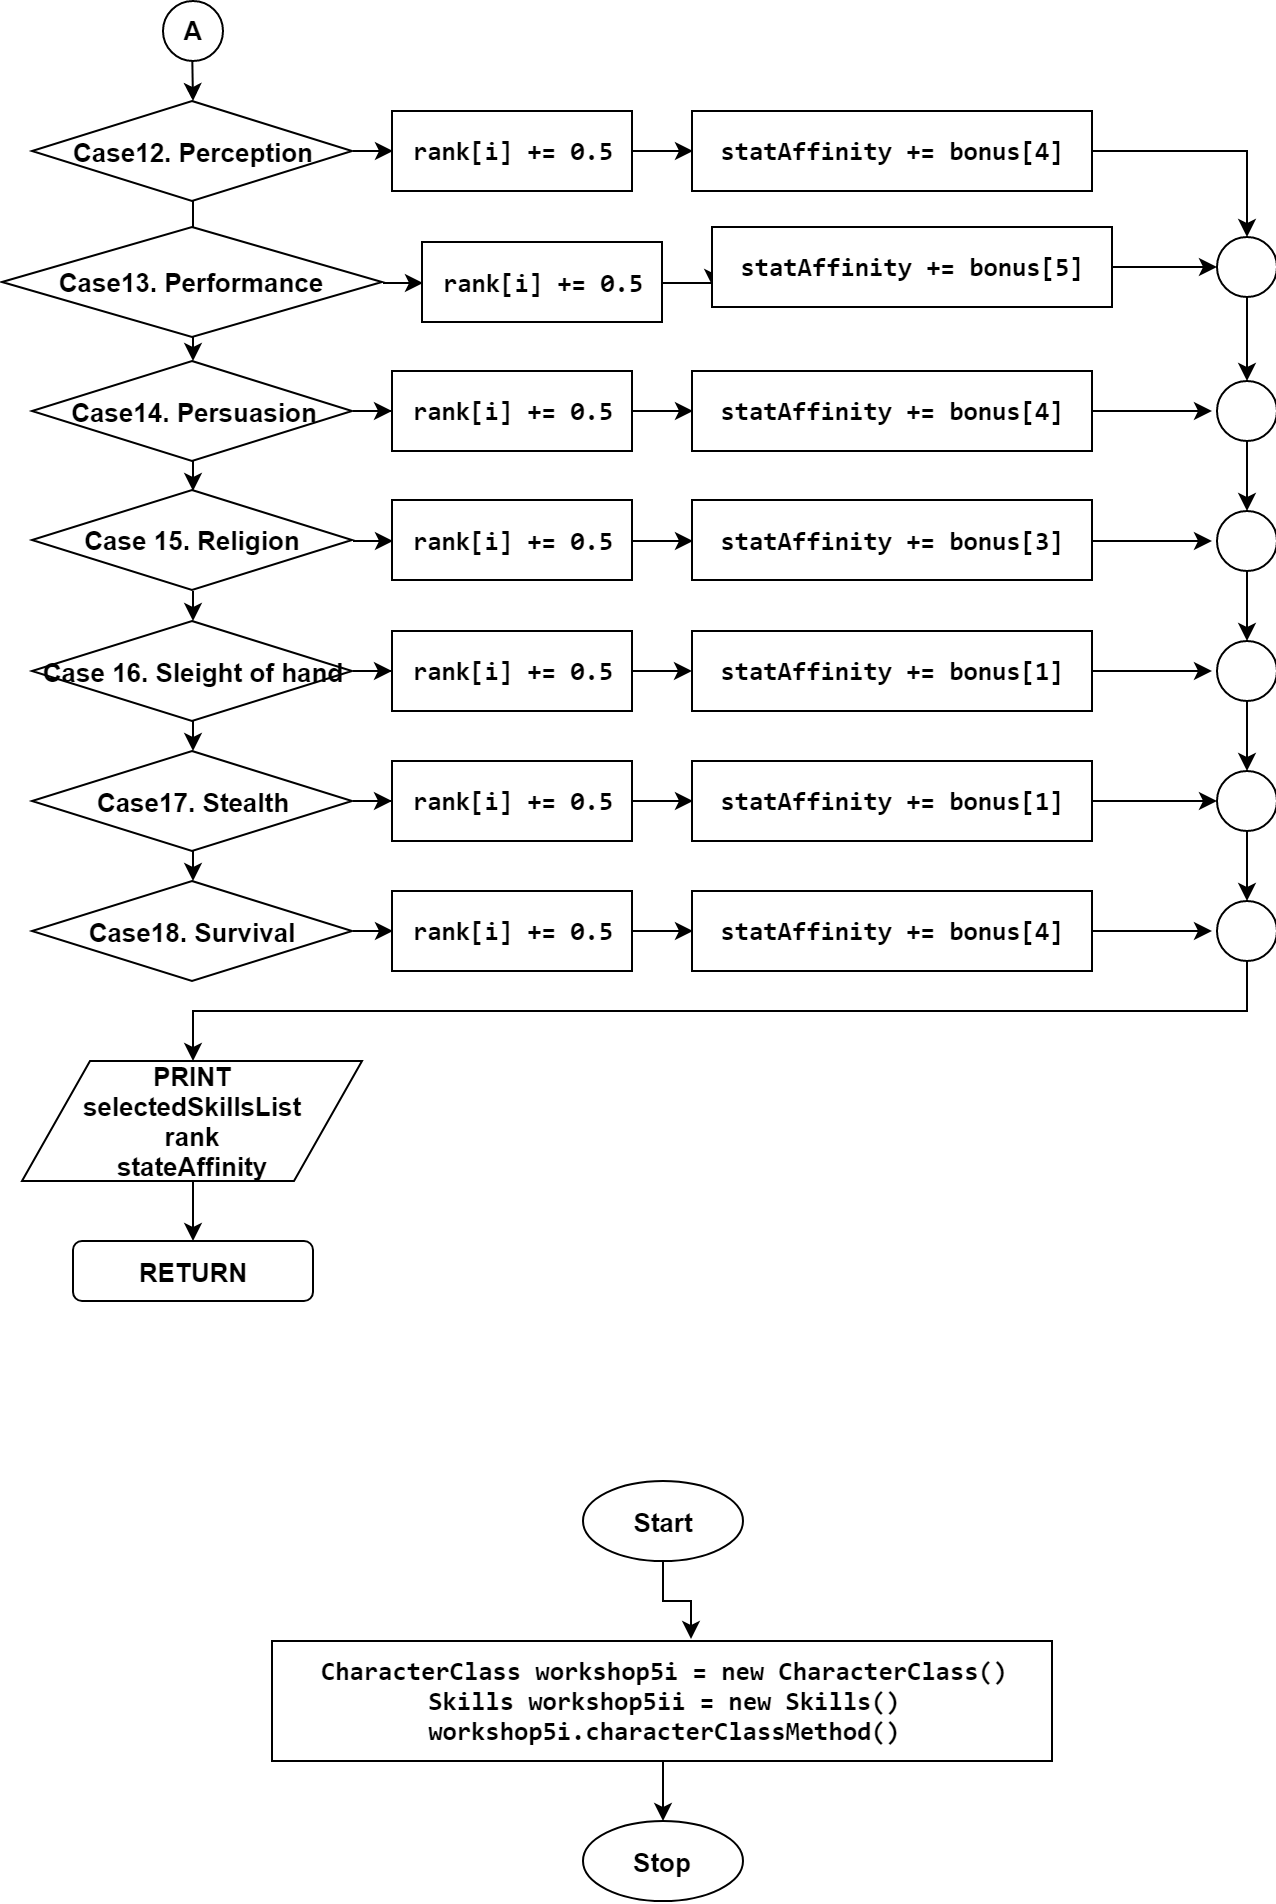 A
Case12. Perception
rank[i] += 0.5
statAffinity += bonus[4]
Case13. Performance
rank[i] += 0.5
statAffinity += bonus[5]
Case14. Persuasion
rank[i] += 0.5
statAffinity += bonus[4]
Case 15. Religion
rank[i] += 0.5
statAffinity += bonus[3]
Case 16. Sleight of hand
rank[i] += 0.5
statAffinity += bonus[1]
Case17. Stealth
rank[i] += 0.5
statAffinity += bonus[1]
Case18. Survival
rank[i] += 0.5
statAffinity += bonus[4]
PRINT
selectedSkillsList
rank
stateAffinity
RETURN
Start
CharacterClass workshop5i = new CharacterClass()
Skills workshop5ii = new Skills()
workshop5i.characterClassMethod()
Stop